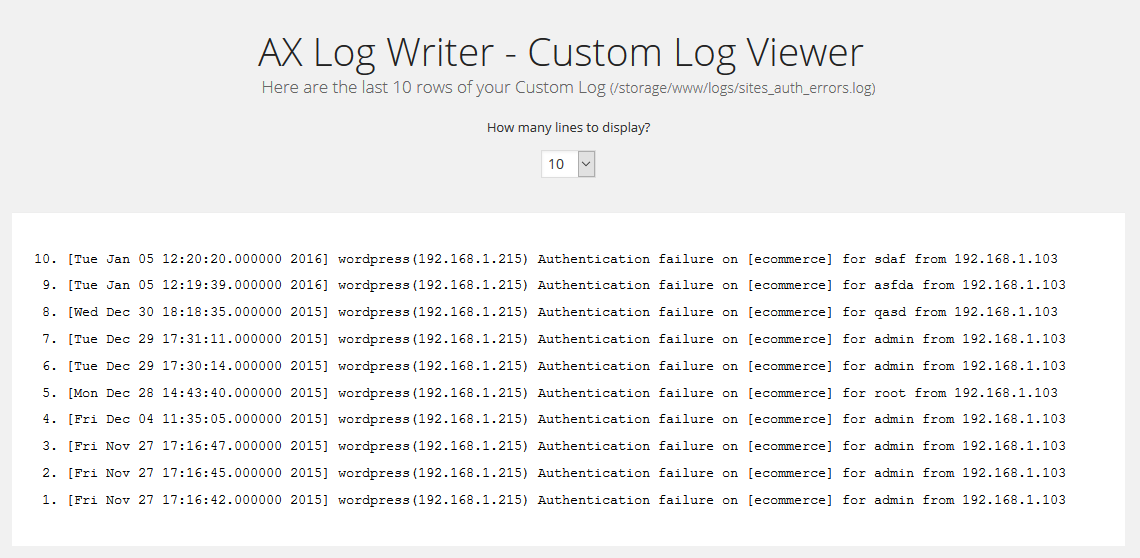 AX Log Writer - Custom Log Viewer
Here are the last 10 rows of your Custom Log (/storage/www/logs/sites_auth_errors.log)
How many lines to display?
10
10. [Tue Jan 05 12:20:20.000000 2016] wordpress(192.168.1.215) Authentication failure on [ecommerce] for sdaf from 192.168.1.103
9. [Tue Jan 05 12:19:39.000000 2016] wordpress(192.168.1.215) Authentication failure on [ecommerce] for asfda from 192.168.1.103
8. [Wed Dec 30 18:18:35.000000 2015] wordpress(192.168.1.215) Authentication failure on [ecommerce] for qasd from 192.168.1.103
7. [Tue Dec 29 17:31:11.000000 2015] wordpress(192.168.1.215) Authentication failure on [ecommerce] for admin from 192.168.1.103
6. [Tue Dec 29 17:30:14.000000 2015] wordpress(192.168.1.215) Authentication failure on [ecommerce] for admin from 192.168.1.103
5. [Mon Dec 28 14:43:40.000000 2015] wordpress(192.168.1.215) Authentication failure on [ecommerce] for root from 192.168.1.103
4. [Fri Dec 04 11:35:05.000000 2015] wordpress(192.168.1.215) Authentication failure on [ecommerce] for admin from 192.168.1.103
3. [Fri Nov 27 17:16:47.000000 2015] wordpress(192.168.1.215) Authentication failure on [ecommerce] for admin from 192.168.1.103
2. [Fri Nov 27 17:16:45.000000 2015] wordpress(192.168.1.215) Authentication failure on [ecommerce] for admin from 192.168.1.103
1. [Fri Nov 27 17:16:42.000000 2015] wordpress(192.168.1.215) Authentication failure on [ecommerce] for admin from 192.168.1.103